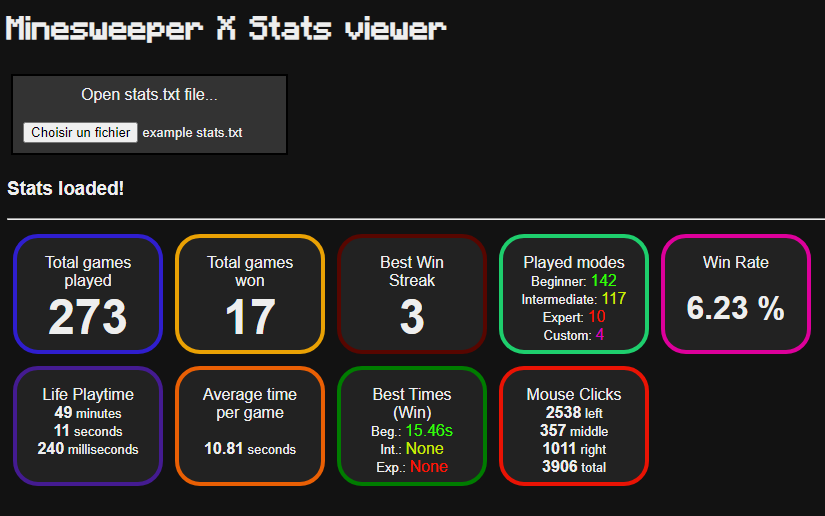 Minesweeper X Stats viewer
Open stats.txt file...
Choisir un fichier example stats.txt
Stats loaded!
Total games
played
273
Total games
won
17
Best Win
Streak
3
Played modes
Beginner: 142
Intermediate: 117
Expert: 10
Custom: 4
Win Rate
6.23 %
Life Playtime
49 minutes
11 seconds
240 milliseconds
Average time
per game
10.81 seconds
Best Times
(Win)
Beg.: 15.46s
Int.: None
Exp.: None
Mouse Clicks
2538 left
357 middle
1011 right
3906 total